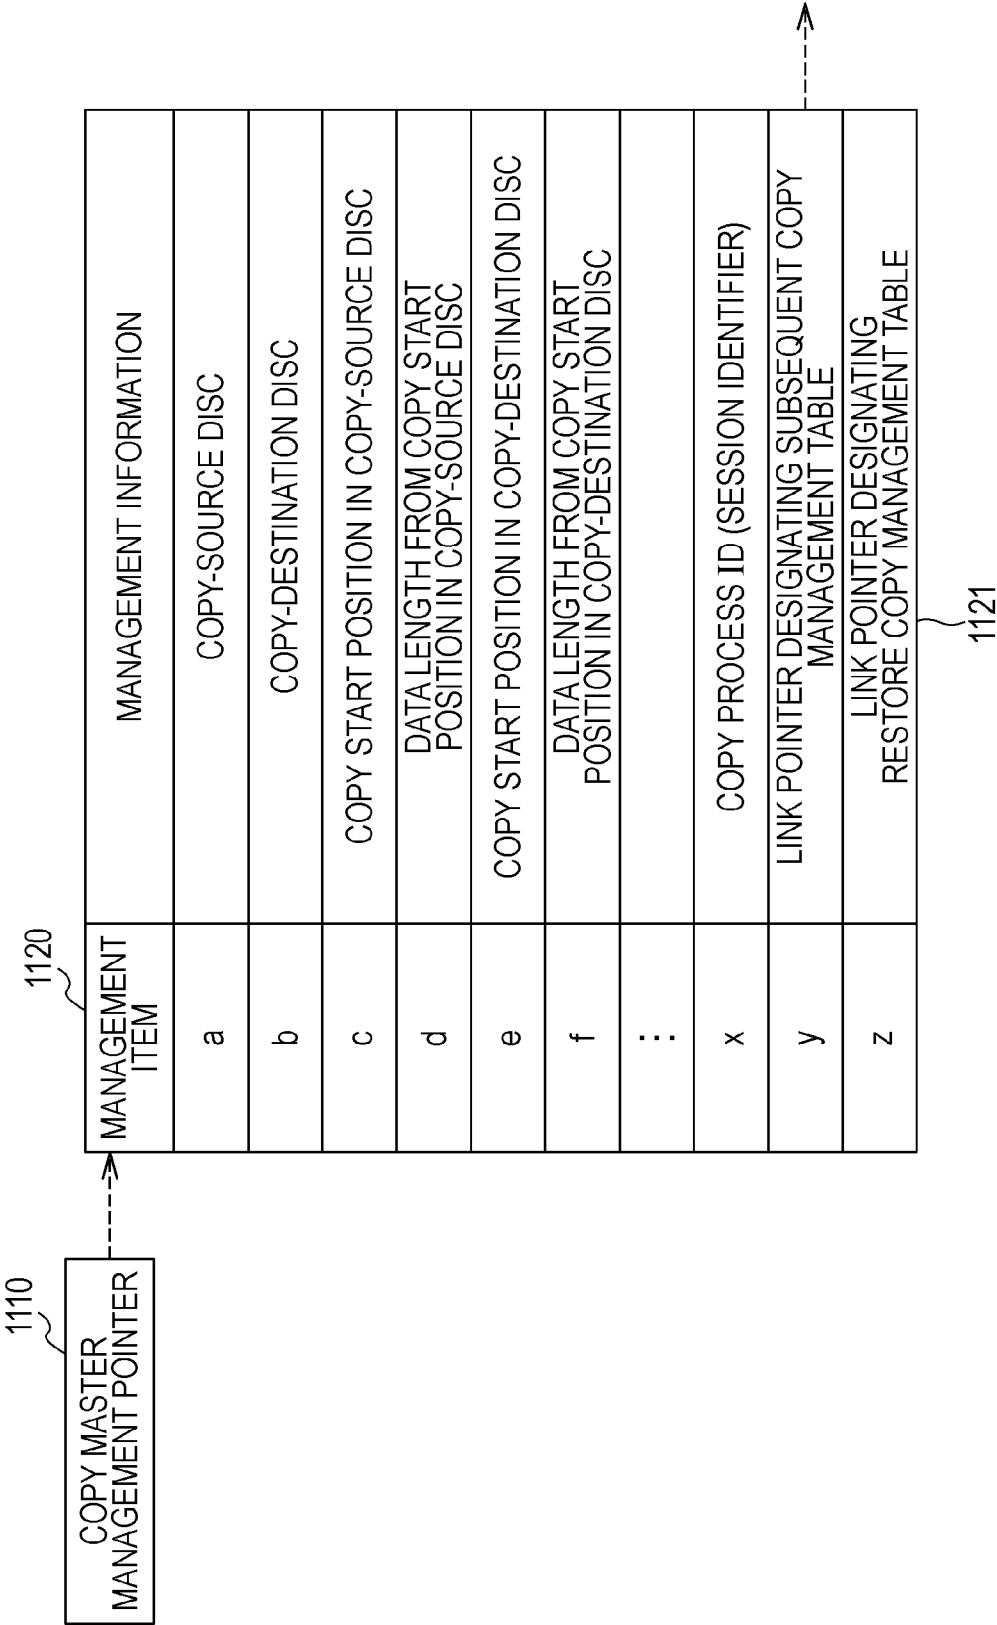 1110
COPY MASTER
MANAGEMENT POINTER
1120
MANAGEMENT
ITEM
MANAGEMENT INFORMATION
a
COPY-SOURCE DISC
b
COPY-DESTINATION DISC
c
COPY START POSITION IN COPY-SOURCE DISC
d
DATA LENGTH FROM COPY START
POSITION IN COPY-SOURCE DISC
e
COPY START POSITION IN COPY-DESTINATION DISC
f
DATA LENGTH FROM COPY START
POSITION IN COPY-DESTINATION DISC
...
x
COPY PROCESS ID (SESSION IDENTIFIER)
y
LINK POINTER DESIGNATING SUBSEQUENT COPY
MANAGEMENT TABLE
z
LINK POINTER DESIGNATING
RESTORE COPY MANAGEMENT TABLE
1121